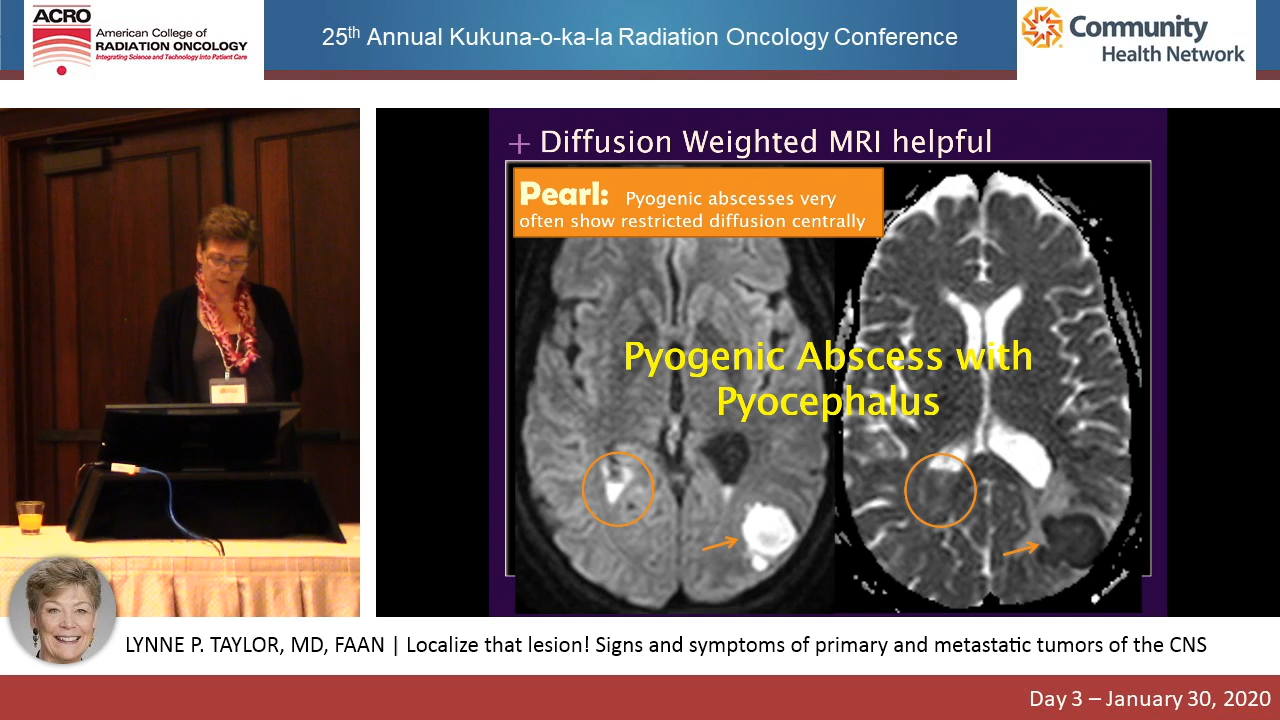 ACRO
American College of
RADIATION ONCOLOGY
Integrating Science and Technology Into Patient Care
25th Annual Kukuna-o-ka-la Radiation Oncology Conference
Community
Health Network
+ Diffusion Weighted MRI helpful
Pearl: Pyogenic abscesses very
often show restricted diffusion centrally
Pyogenic Abscess with
Pyocephalus
LYNNE P. TAYLOR, MD, FAAN | Localize that lesion! Signs and symptoms of primary and metastatic tumors of the CNS
Day 3 – January 30, 2020